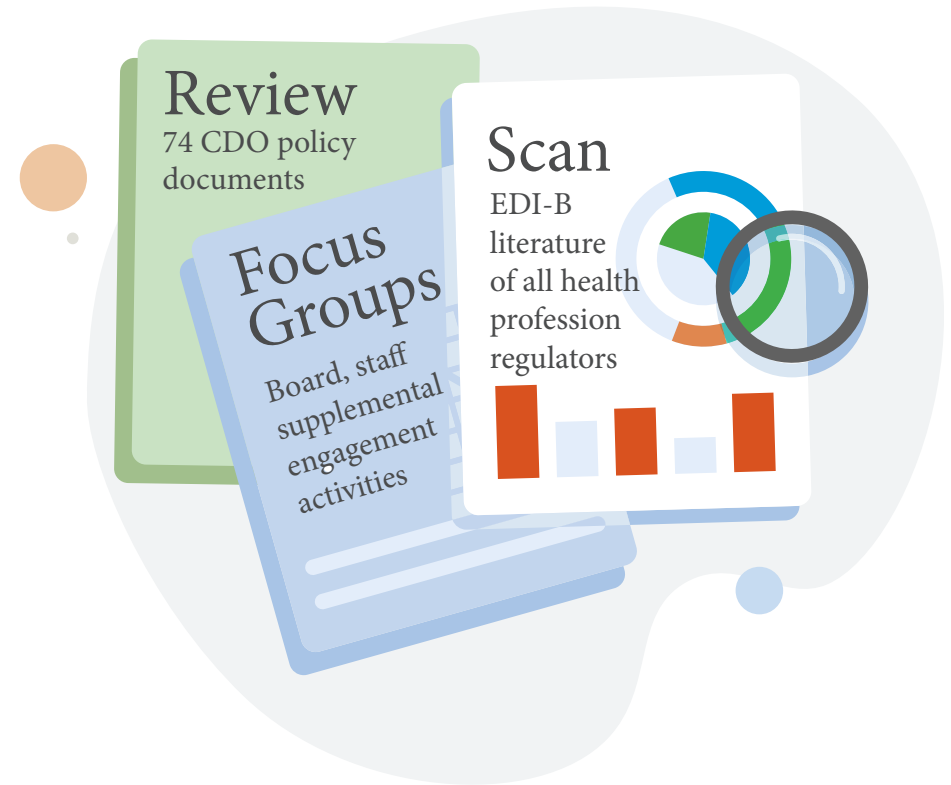 Review
74 CDO policy
documents
Focus
Groups
Board, staff
supplemental
engagement
activities
Scan
EDI-B
literature
of all health
profession
regulators